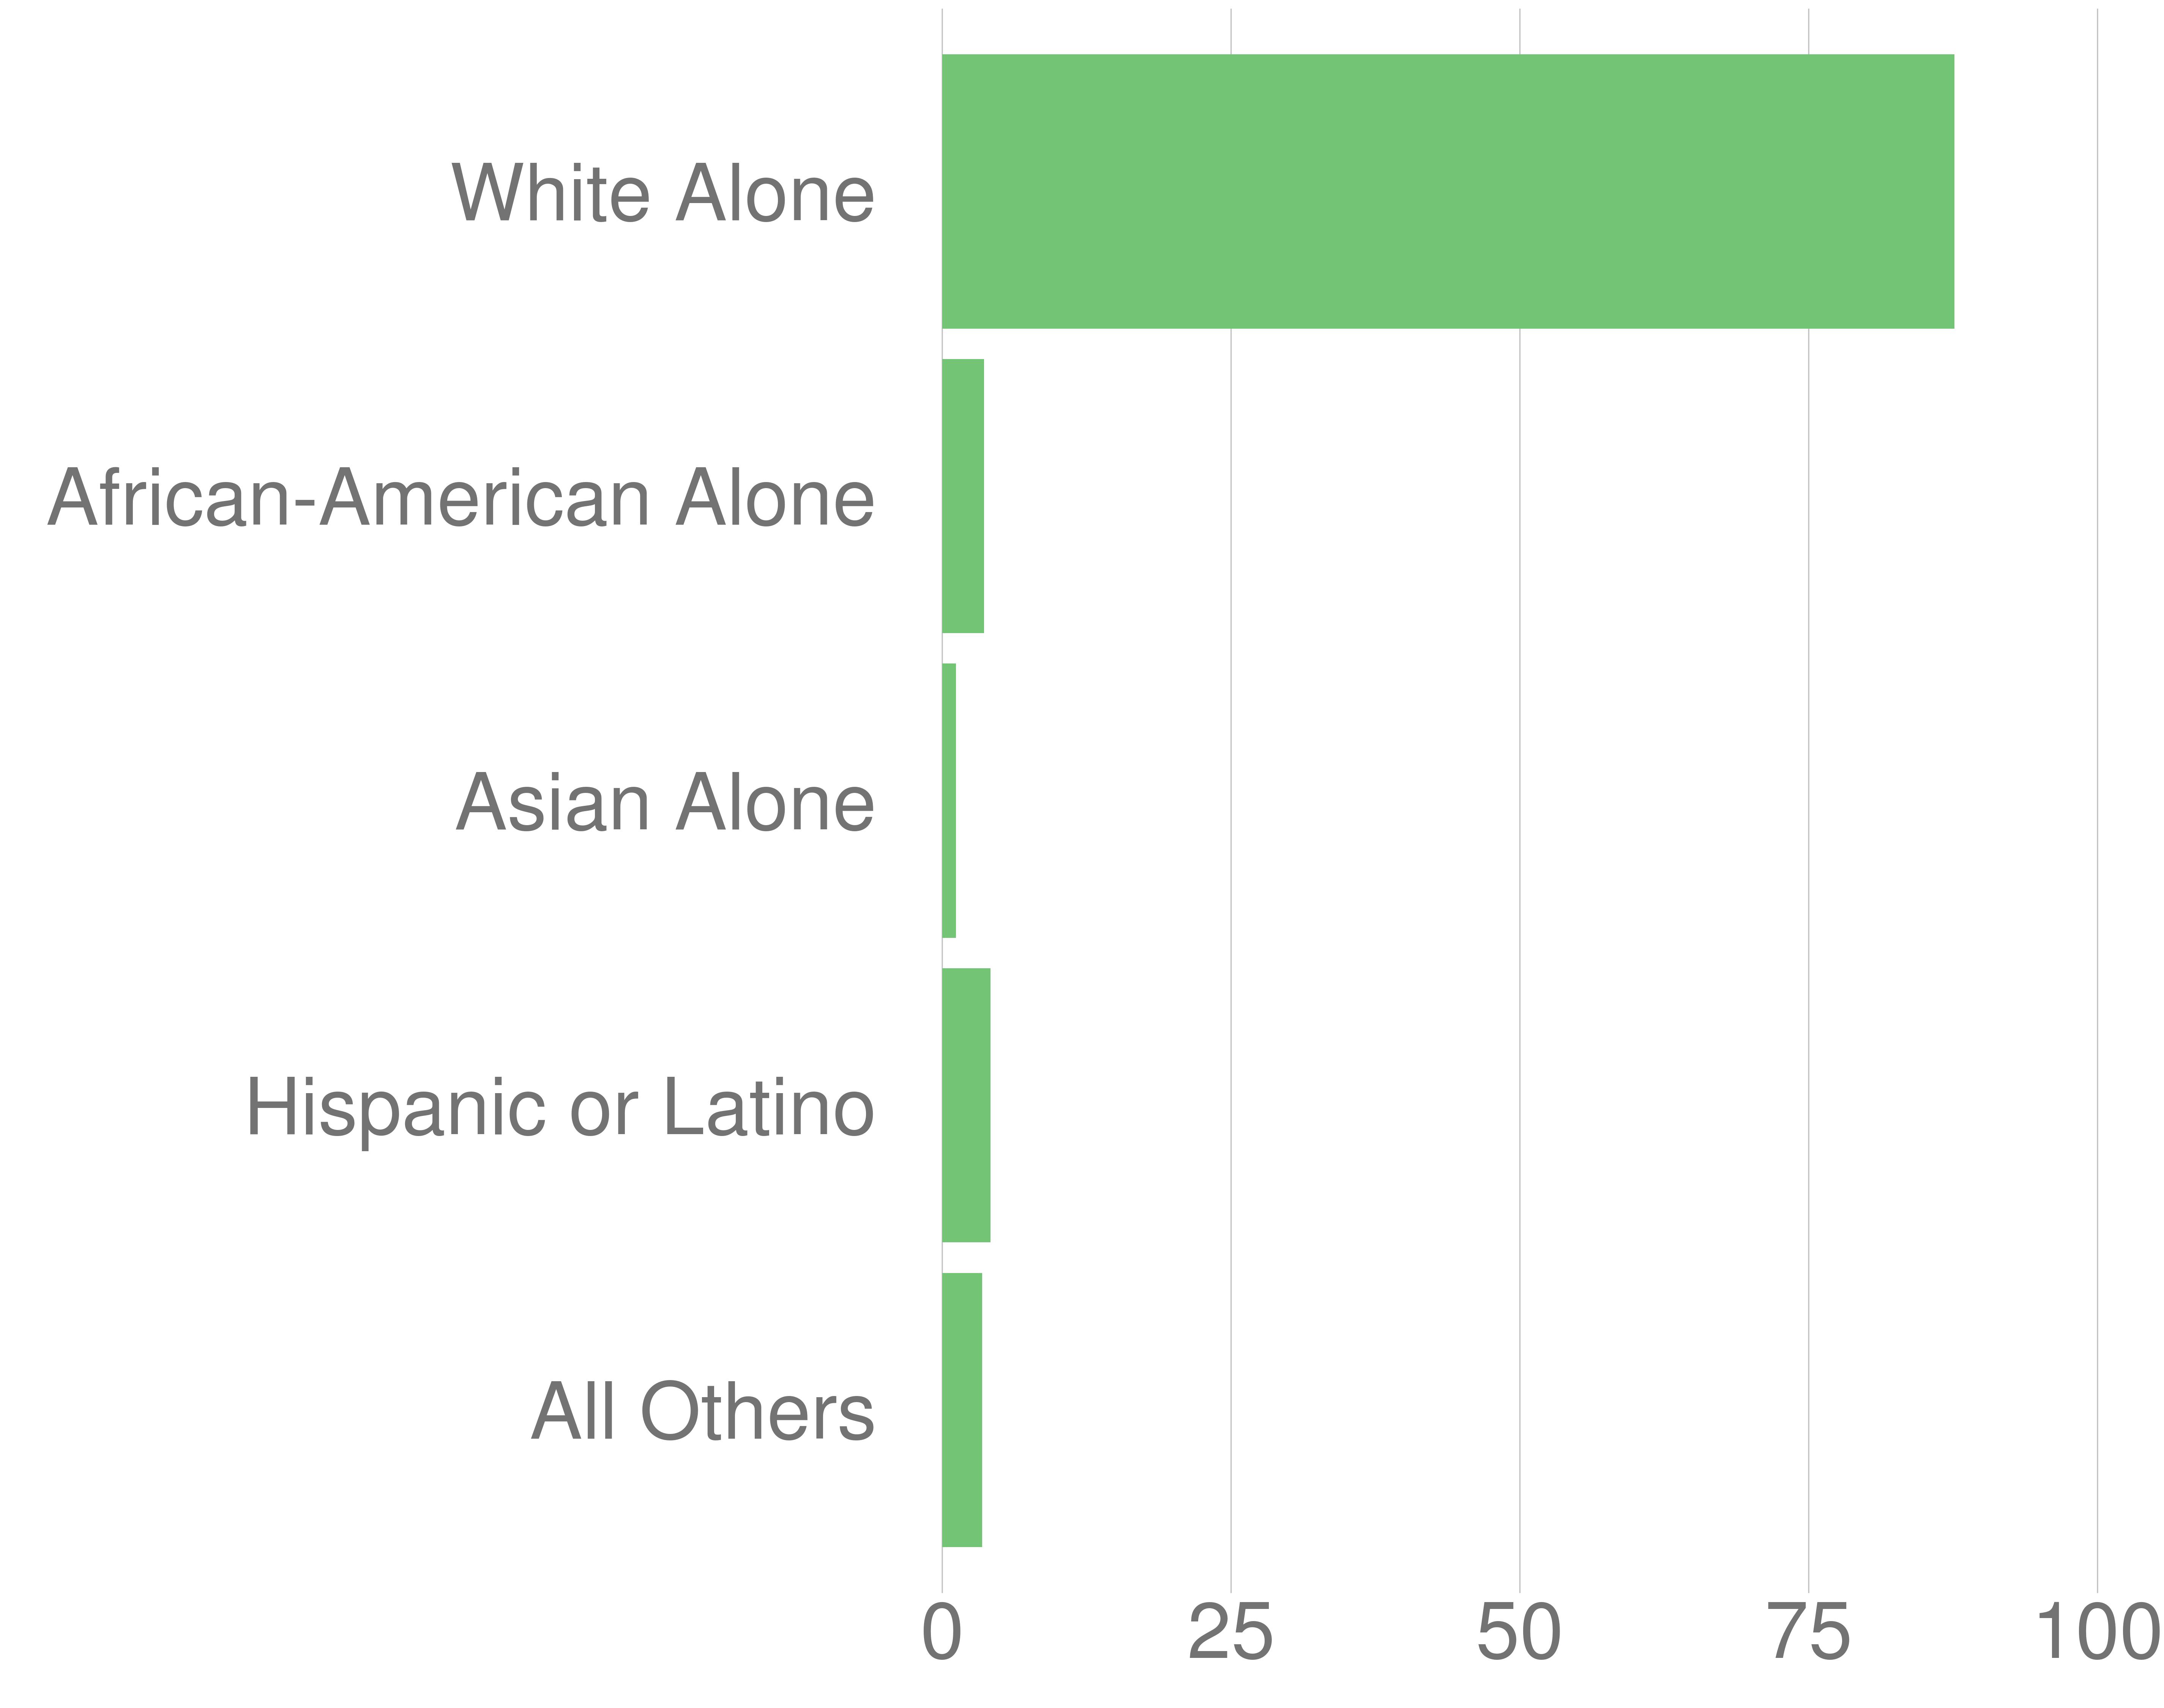 White Alone
African-American Alone
Asian Alone
Hispanic or Latino
All Others
0 25 50 75 100